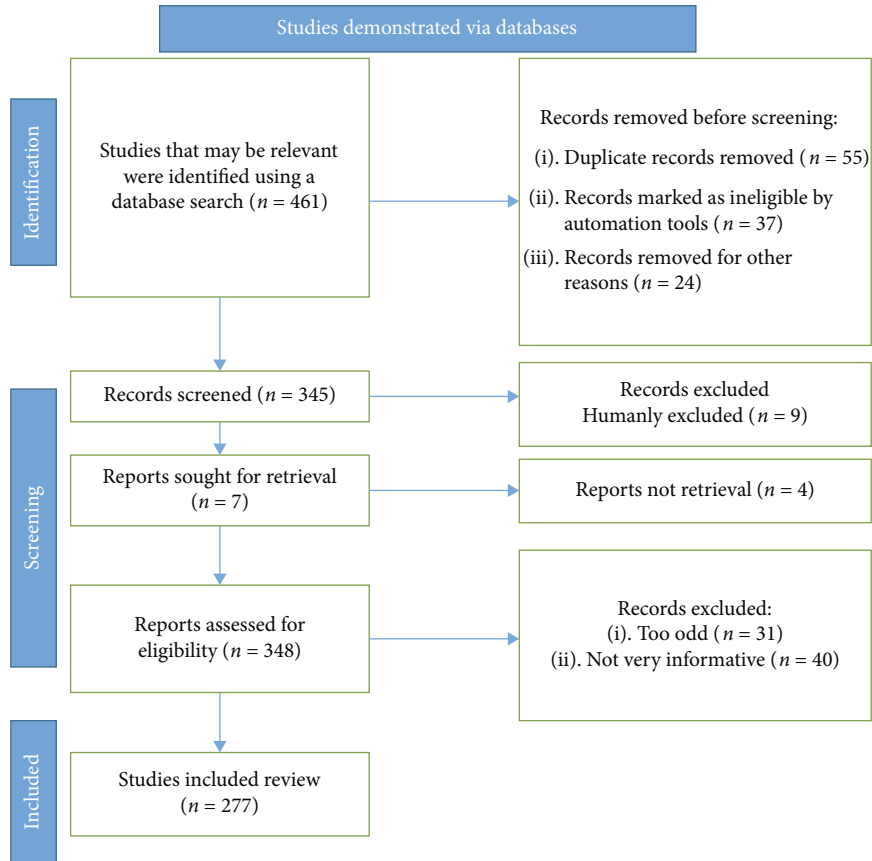 Studies demonstrated via databases
Identification
Studies that may be relevant
were identified using a
database search (n = 461)
Records removed before screening:
(i). Duplicate records removed (n = 55)
(ii). Records marked as ineligible by
automation tools (n = 37)
(iii). Records removed for other
reasons (n = 24)
Screening
Records screened (n = 345)
Records excluded
Humanly excluded (n = 9)
Reports sought for retrieval
(n = 7)
Reports not retrieval (n = 4)
Reports assessed for
eligibility (n = 348)
Records excluded:
(i). Too odd (n = 31)
(ii). Not very informative (n = 40)
Included
Studies included review
(n = 277)